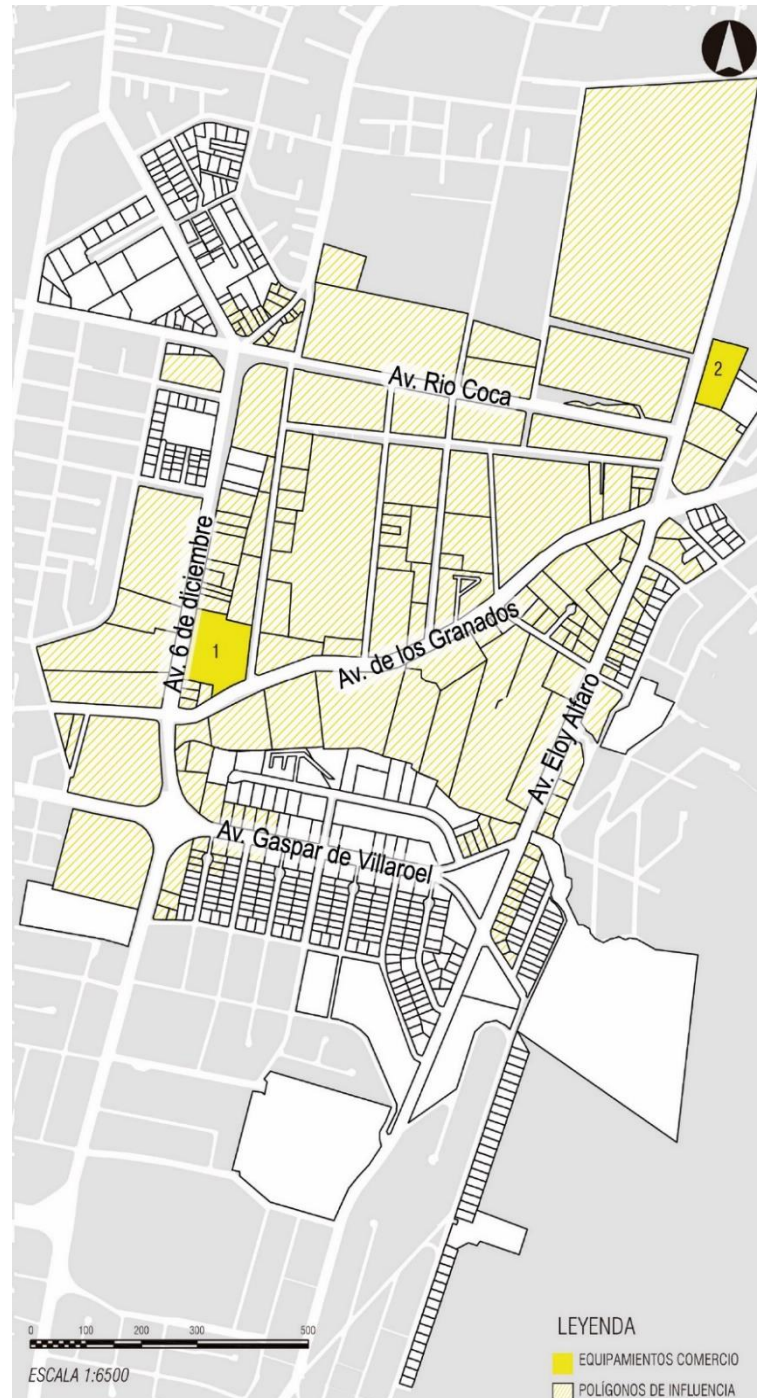 2
Av. Rio Coca
Av. 6 de diciembre
1
Av. de los Granados
Av. Eloy Alfaro
Av. Gaspar de Villaroel
0 100 200 300 500
ESCALA 1:6500
LEYENDA
EQUIPAMIENTOS COMERCIO
POLÍGONOS DE INFLUENCIA